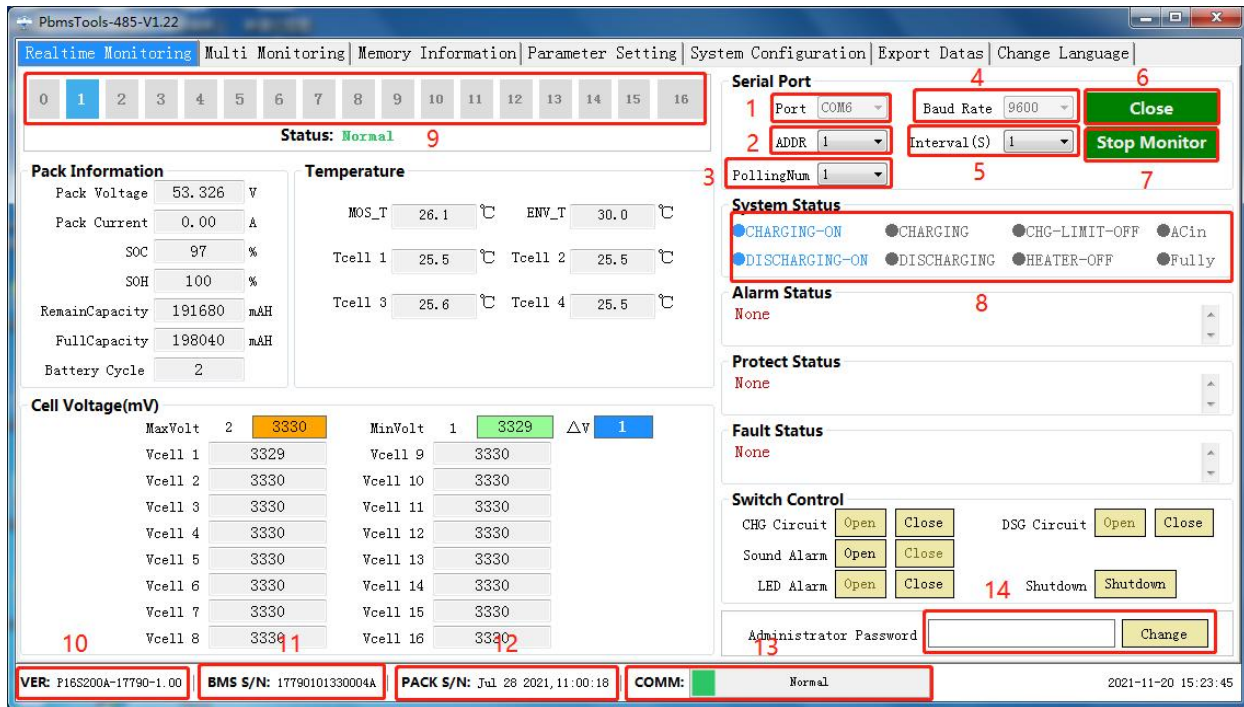 PbmsTools-485-V1.22
Realtime Monitoring Multi Monitoring Memory Information Parameter Setting System Configuration Export Datas Change Language
0 1 2 3 4 5 6 7 8 9 10 11 12 13 14 15 16
Status: Normal 9
Pack Information
Pack Voltage 53.326 V
Pack Current 0.00 A
SOC 97 %
SOH 100 %
RemainCapacity 191680 mAH
FullCapacity 198040 mAH
Battery Cycle 2
Temperature
MOS_T 26.1 ℃ ENV_T 30.0 ℃
Tcell 1 25.5 ℃ Tcell 2 25.5 ℃
Tcell 3 25.6 ℃ Tcell 4 25.5 ℃
Cell Voltage(mV)
MaxVolt 2 3330 MinVolt 1 3329 △V 1
Vcell 1 3329 Vcell 9 3330
Vcell 2 3330 Vcell 10 3330
Vcell 3 3330 Vcell 11 3330
Vcell 4 3330 Vcell 12 3330
Vcell 5 3330 Vcell 13 3330
Vcell 6 3330 Vcell 14 3330
Vcell 7 3330 Vcell 15 3330
Vcell 8 3330 Vcell 16 3330
Serial Port 4 6
1 Port COM6 Baud Rate 9600 Close
2 ADDR 1 Interval(S) 1 Stop Monitor
3 PollingNum 1 5 7
System Status
CHARGING-ON CHARGING CHG-LIMIT-OFF ACin
DISCHARGING-ON DISCHARGING HEATER-OFF Fully
8
Alarm Status
None
Protect Status
None
Fault Status
None
Switch Control
CHG Circuit Open Close DSG Circuit Open Close
Sound Alarm Open Close
LED Alarm Open Close 14 Shutdown Shutdown
Administrator Password Change
10 11 12 13
VER: P16S200A-17790-1.00 BMS S/N: 17790101330004A PACK S/N: Jul 28 2021,11:00:18 COMM: Normal 2021-11-20 15:23:45